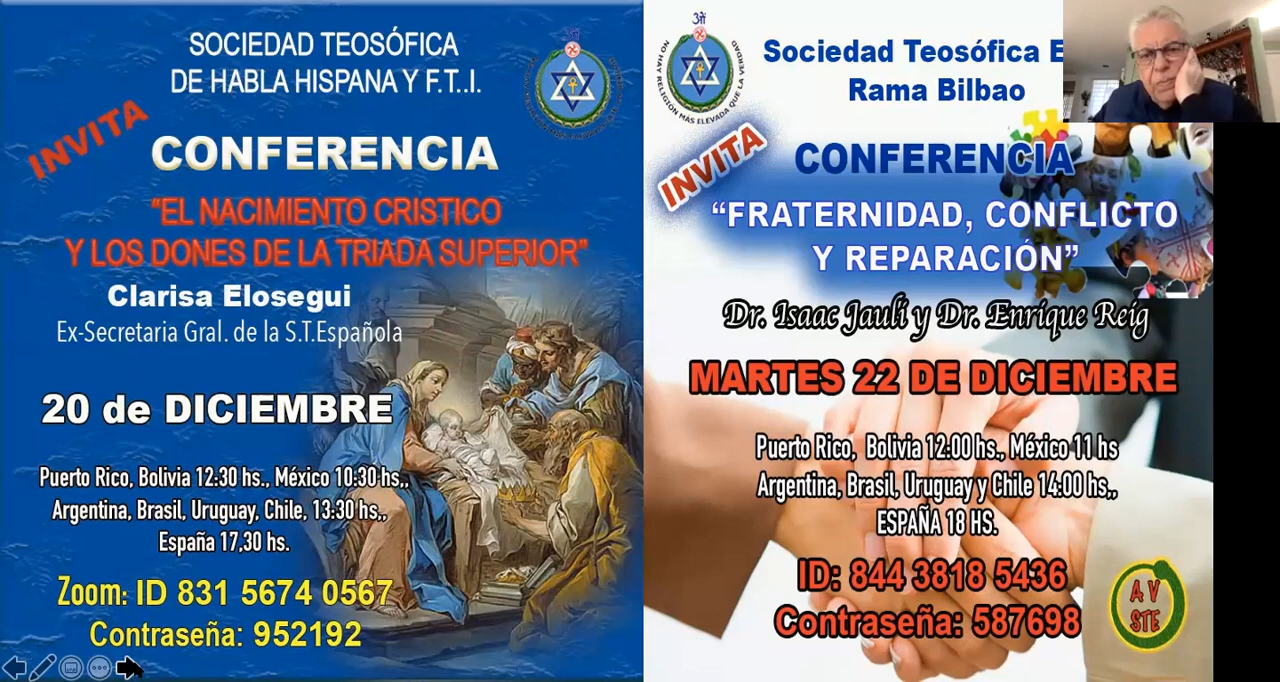 SOCIEDAD TEOSÓFICA
DE HABLA HISPANA Y F.T..I.
INVITA
CONFERENCIA
“EL NACIMIENTO CRISTICO
Y LOS DONES DE LA TRIADA SUPERIOR”
Clarisa Elosegui
Ex-Secretaria Gral. de la S.T.Española
20 de DICIEMBRE
Puerto Rico, Bolivia 12:30 hs., México 10:30 hs,,
Argentina, Brasil, Uruguay, Chile, 13:30 hs,,
España 17,30 hs.
Zoom: ID 831 5674 0567
Contraseña: 952192
NO HAY RELIGIÓN MÁS ELEVADA QUE LA VERDAD
Sociedad Teosófica E
Rama Bilbao
INVITA
CONFERENCIA
“FRATERNIDAD, CONFLICTO
Y REPARACIÓN”
Dr. Isaac Jaulí y Dr. Enrique Reig
MARTES 22 DE DICIEMBRE
Puerto Rico, Bolivia 12:00 hs., México 11 hs
Argentina, Brasil, Uruguay y Chile 14:00 hs,,
ESPAÑA 18 HS.
ID: 844 3818 5436
Contraseña: 587698
A V
STE